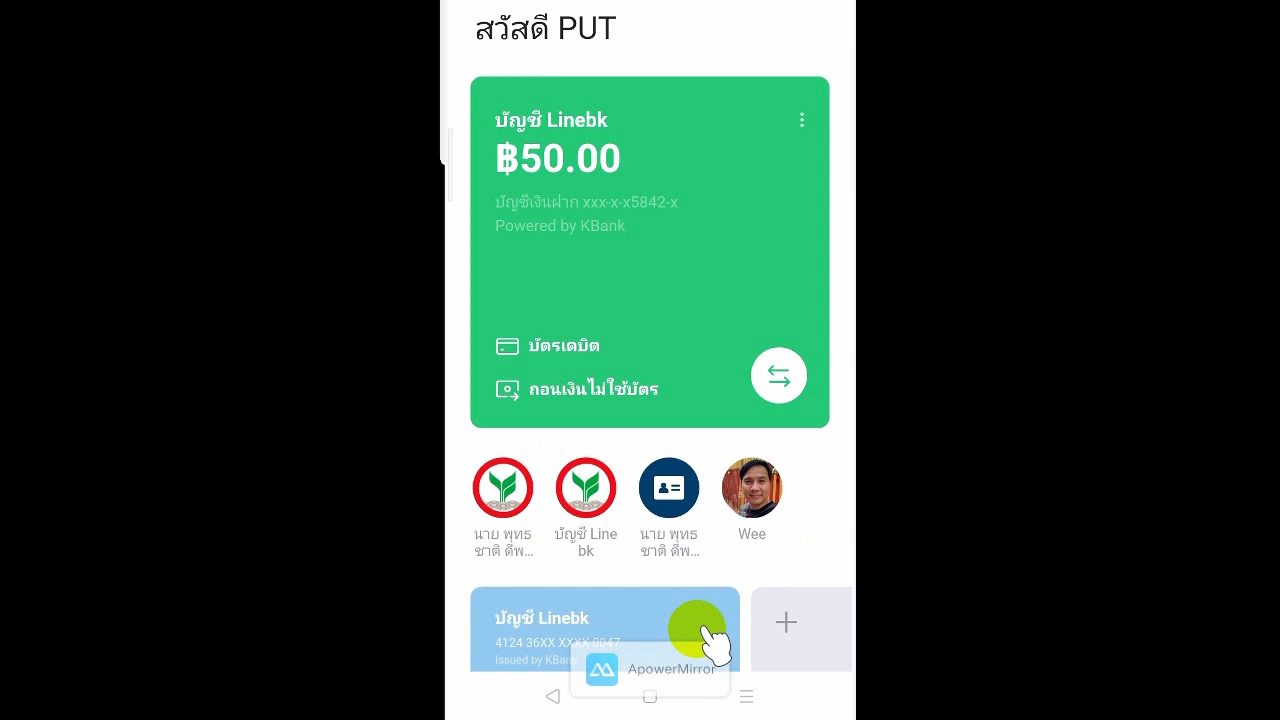 สวัสดี PUT
บัญชี Linebk
฿50.00
บัญชีเงินฝาก xxx-x-x5842-x
Powered by KBank
บัตรเดบิต
ถอนเงินไม่ใช้บัตร
นาย พุทธ
ชาติ ดีพ...
บัญชี Line
bk
นาย พุทธ
ชาติ ดีพ...
Wee
บัญชี Linebk
4124 36XX XXXX 0047
Issued by KBank
ApowerMirror